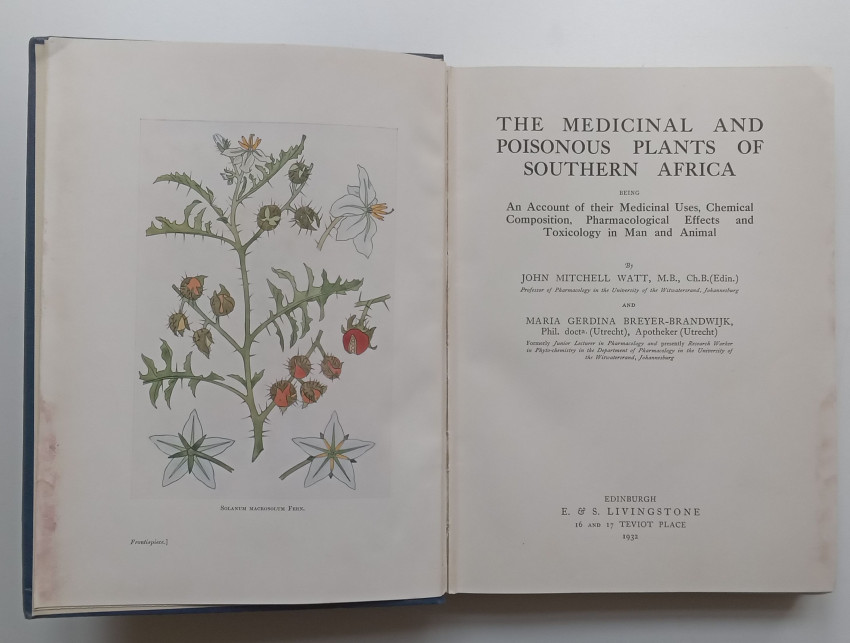 SOLANUM MACRONOLUM FERN.
Frontispiece.]
THE MEDICINAL AND
POISONOUS PLANTS OF
SOUTHERN AFRICA
BEING
An Account of their Medicinal Uses, Chemical
Composition, Pharmacological Effects and
Toxicology in Man and Animal
By
JOHN MITCHELL WATT, M.B., Ch.B.(Edin.)
Professor of Pharmacology in the University of the Witwatersrand, Johannesburg
AND
MARIA GERDINA BREYER-BRANDWIJK,
Phil. docta. (Utrecht), Apotheker (Utrecht)
Formerly Junior Lecturer in Pharmacology and presently Research Worker
in Phyto-chemistry in the Department of Pharmacology in the University of
the Witwatersrand, Johannesburg
EDINBURGH
E. & S. LIVINGSTONE
16 AND 17 TEVIOT PLACE
1932